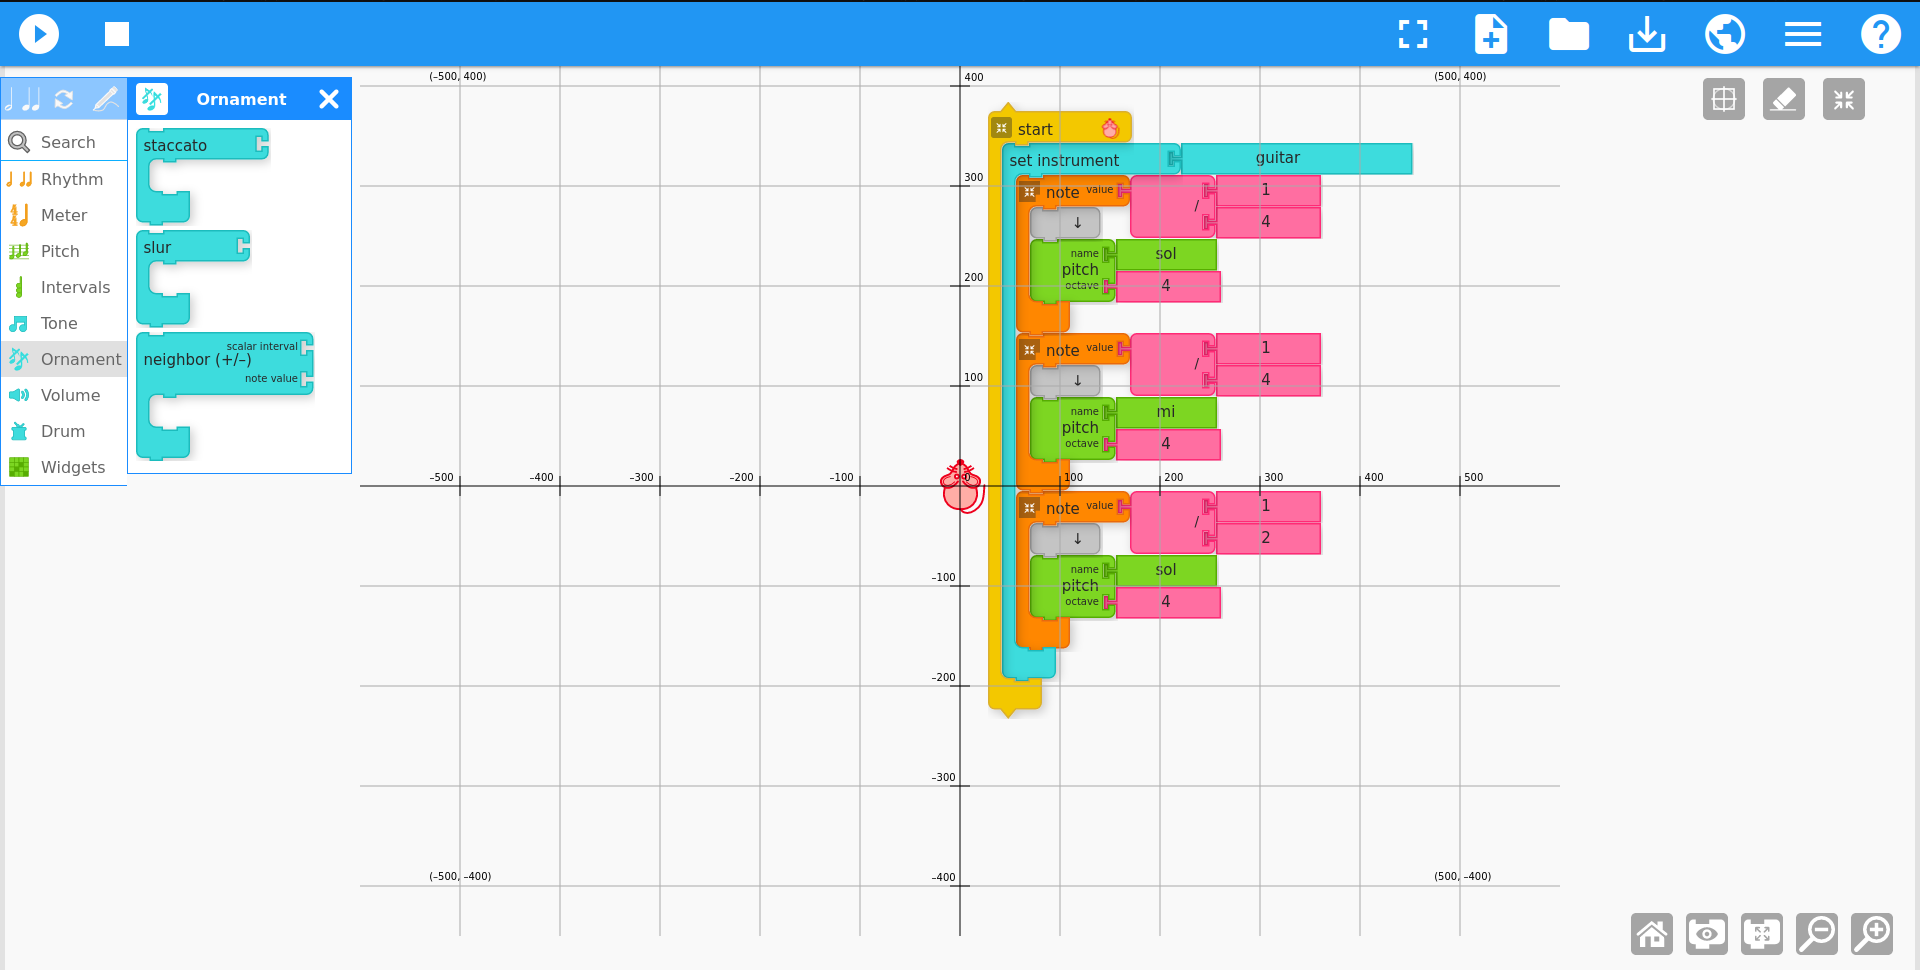 (–500, 400)
400
(500, 400)
Ornament
start
Search
staccato
set instrument
guitar
Rhythm
300
note
value
/
1
4
Meter
↓
Pitch
slur
name
pitch
octave
sol
4
Intervals
200
Tone
scalar interval
neighbor (+/–)
note value
note
value
/
1
4
Ornament
100
↓
Volume
name
pitch
octave
mi
4
Drum
Widgets
–500
–400
–300
–200
–100
0
100
200
300
400
500
note
value
/
1
2
↓
–100
name
pitch
octave
sol
4
–200
–300
(–500, –400)
–400
(500, –400)